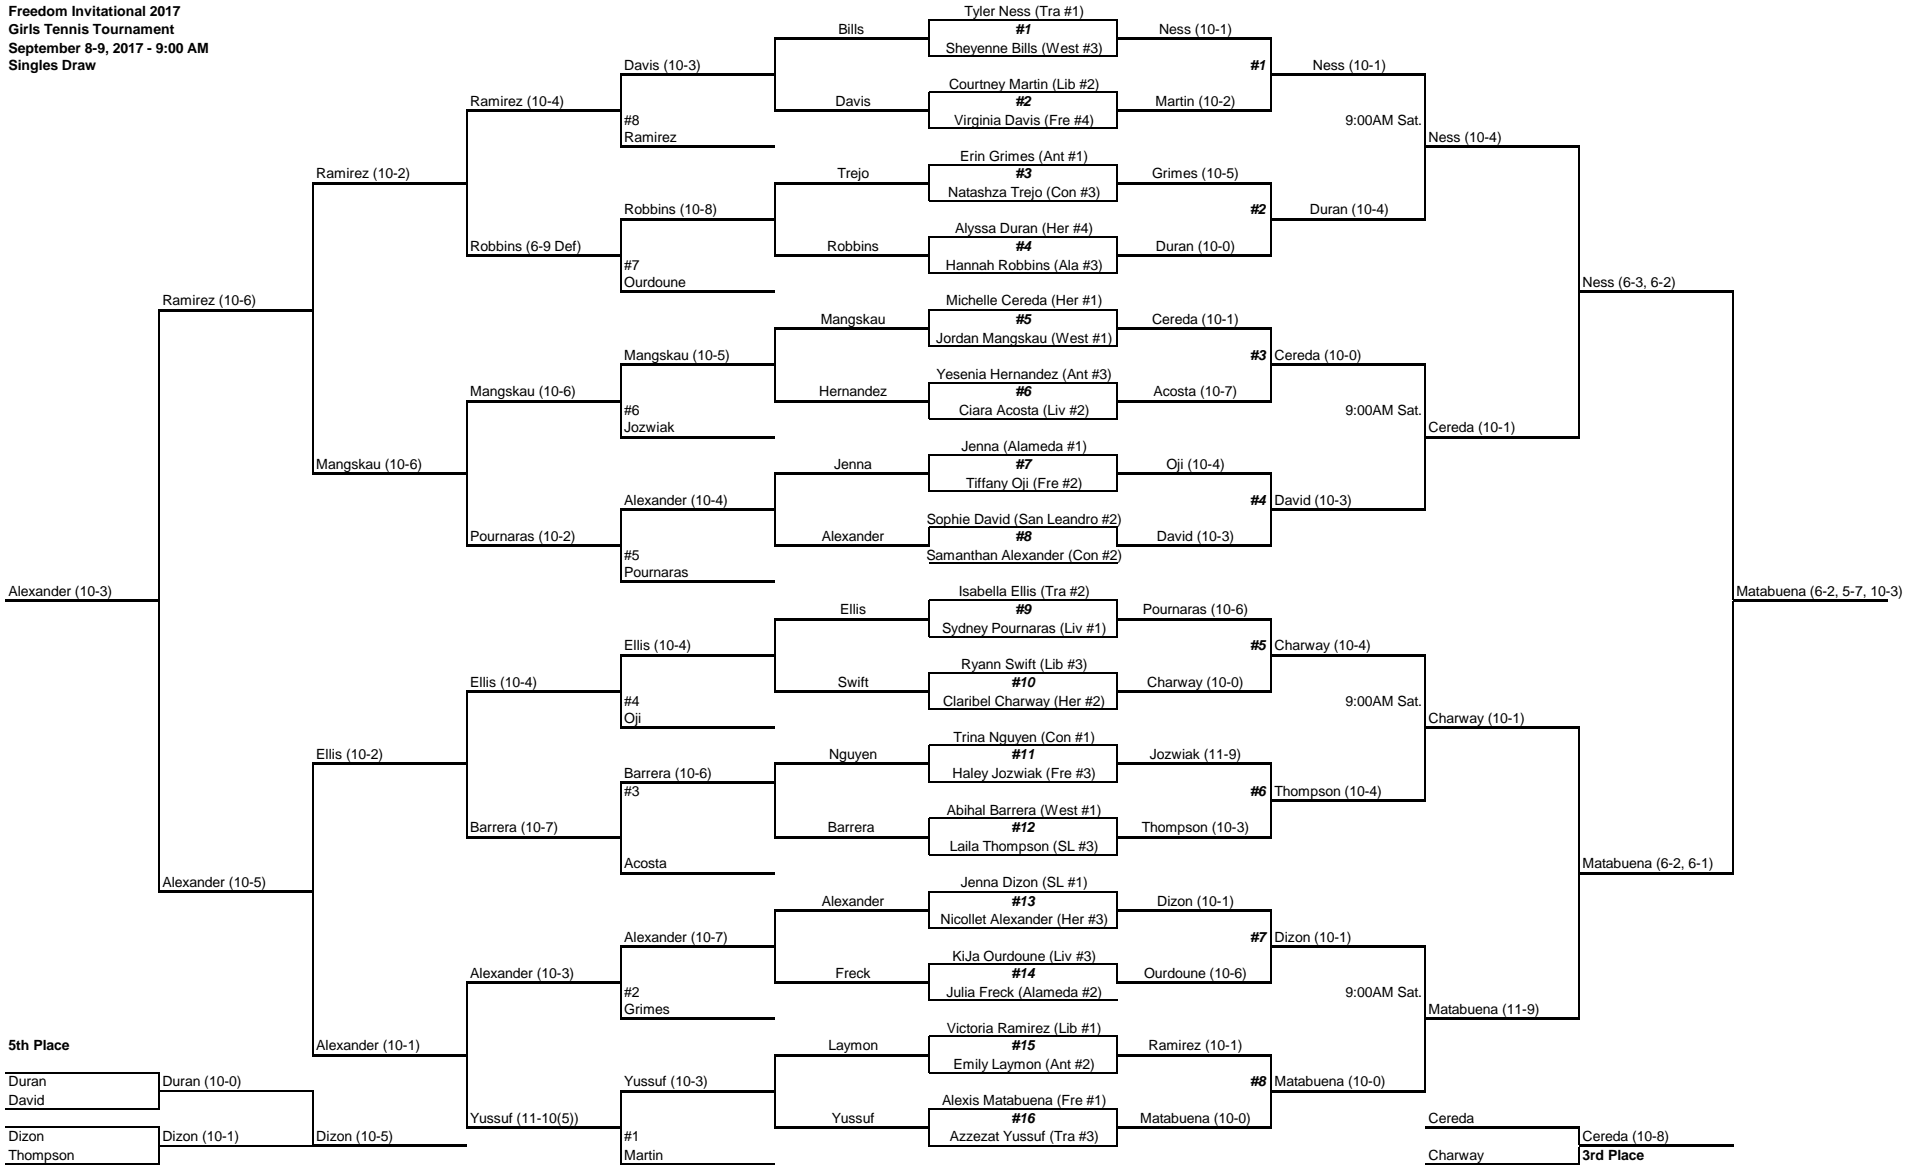 Freedom Invitational 2017
Girls Tennis Tournament
September 8-9, 2017 - 9:00 AM
Singles Draw
Tyler Ness (Tra #1)
Bills
#1
Ness (10-1)
Sheyenne Bills (West #3)
Davis (10-3)
#1
Ness (10-1)
Courtney Martin (Lib #2)
Ramirez (10-4)
Davis
#2
Martin (10-2)
#8
Virginia Davis (Fre #4)
9:00AM Sat.
Ramirez
Ness (10-4)
Erin Grimes (Ant #1)
Ramirez (10-2)
Trejo
#3
Grimes (10-5)
Natashza Trejo (Con #3)
Robbins (10-8)
#2
Duran (10-4)
Alyssa Duran (Her #4)
Robbins (6-9 Def)
Robbins
#4
Duran (10-0)
#7
Hannah Robbins (Ala #3)
Ourdoune
Ness (6-3, 6-2)
Ramirez (10-6)
Michelle Cereda (Her #1)
Mangskau
#5
Cereda (10-1)
Jordan Mangskau (West #1)
Mangskau (10-5)
#3
Cereda (10-0)
Yesenia Hernandez (Ant #3)
Mangskau (10-6)
Hernandez
#6
Acosta (10-7)
#6
Ciara Acosta (Liv #2)
9:00AM Sat.
Jozwiak
Cereda (10-1)
Jenna (Alameda #1)
Mangskau (10-6)
Jenna
#7
Oji (10-4)
Tiffany Oji (Fre #2)
Alexander (10-4)
#4
David (10-3)
Sophie David (San Leandro #2)
Pournaras (10-2)
Alexander
#8
David (10-3)
#5
Samanthan Alexander (Con #2)
Pournaras
Alexander (10-3)
Isabella Ellis (Tra #2)
Matabuena (6-2, 5-7, 10-3)
Ellis
#9
Pournaras (10-6)
Sydney Pournaras (Liv #1)
Ellis (10-4)
#5
Charway (10-4)
Ryann Swift (Lib #3)
Ellis (10-4)
Swift
#10
Charway (10-0)
#4
Claribel Charway (Her #2)
9:00AM Sat.
Oji
Charway (10-1)
Trina Nguyen (Con #1)
Ellis (10-2)
Nguyen
#11
Jozwiak (11-9)
Barrera (10-6)
Haley Jozwiak (Fre #3)
#3
#6
Thompson (10-4)
Abihal Barrera (West #1)
Barrera (10-7)
Barrera
#12
Thompson (10-3)
Laila Thompson (SL #3)
Acosta
Matabuena (6-2, 6-1)
Alexander (10-5)
Jenna Dizon (SL #1)
Alexander
#13
Dizon (10-1)
Nicollet Alexander (Her #3)
Alexander (10-7)
#7
Dizon (10-1)
KiJa Ourdoune (Liv #3)
Alexander (10-3)
Freck
#14
Ourdoune (10-6)
#2
Julia Freck (Alameda #2)
9:00AM Sat.
Grimes
Matabuena (11-9)
Victoria Ramirez (Lib #1)
5th Place
Alexander (10-1)
Laymon
#15
Ramirez (10-1)
Emily Laymon (Ant #2)
Duran
Duran (10-0)
Yussuf (10-3)
#8
Matabuena (10-0)
David
Alexis Matabuena (Fre #1)
Yussuf (11-10(5))
Yussuf
#16
Matabuena (10-0)
Cereda
Dizon
Dizon (10-1)
Dizon (10-5)
#1
Azzezat Yussuf (Tra #3)
Cereda (10-8)
Thompson
Martin
Charway
3rd Place